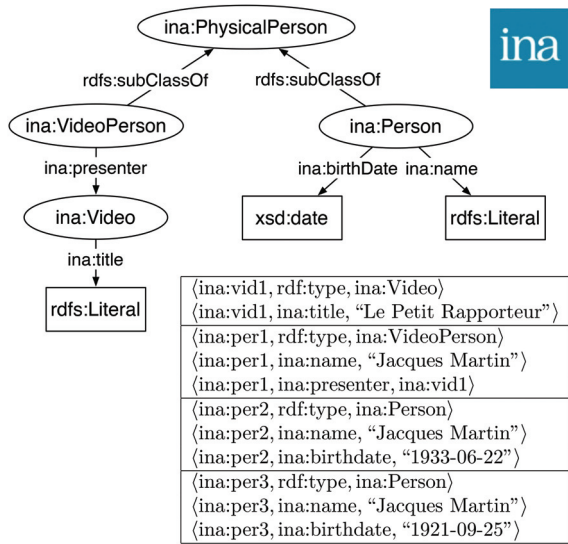 ina:PhysicalPerson
ina
rdfs:subClassOf
rdfs:subClassOf
ina:VideoPerson
ina:Person
ina:presenter
ina:birthDate
ina:name
ina:Video
xsd:date
rdfs:Literal
ina:title
rdfs:Literal
⟨ina:vid1, rdf:type, ina:Video⟩
⟨ina:vid1, ina:title, “Le Petit Rapporteur”⟩
⟨ina:per1, rdf:type, ina:VideoPerson⟩
⟨ina:per1, ina:name, “Jacques Martin”⟩
⟨ina:per1, ina:presenter, ina:vid1⟩
⟨ina:per2, rdf:type, ina:Person⟩
⟨ina:per2, ina:name, “Jacques Martin”⟩
⟨ina:per2, ina:birthdate, “1933-06-22”⟩
⟨ina:per3, rdf:type, ina:Person⟩
⟨ina:per3, ina:name, “Jacques Martin”⟩
⟨ina:per3, ina:birthdate, “1921-09-25”⟩